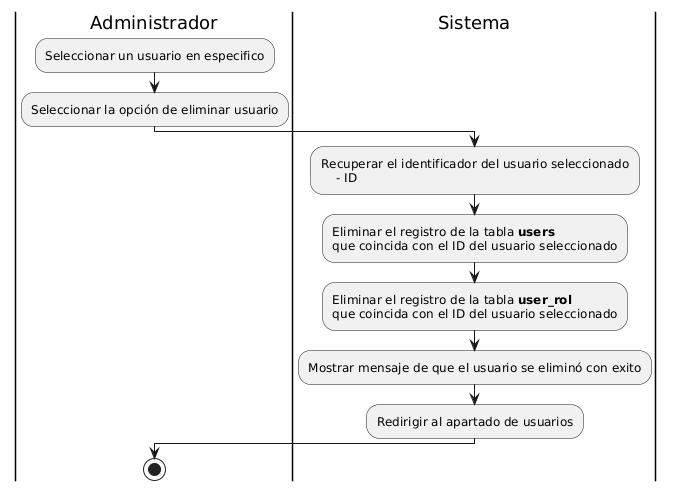 Administrador
Sistema
Seleccionar un usuario en especifico
Seleccionar la opción de eliminar usuario
Recuperar el identificador del usuario seleccionado
- ID
Eliminar el registro de la tabla users
que coincida con el ID del usuario seleccionado
Eliminar el registro de la tabla user_rol
que coincida con el ID del usuario seleccionado
Mostrar mensaje de que el usuario se eliminó con exito
Redirigir al apartado de usuarios